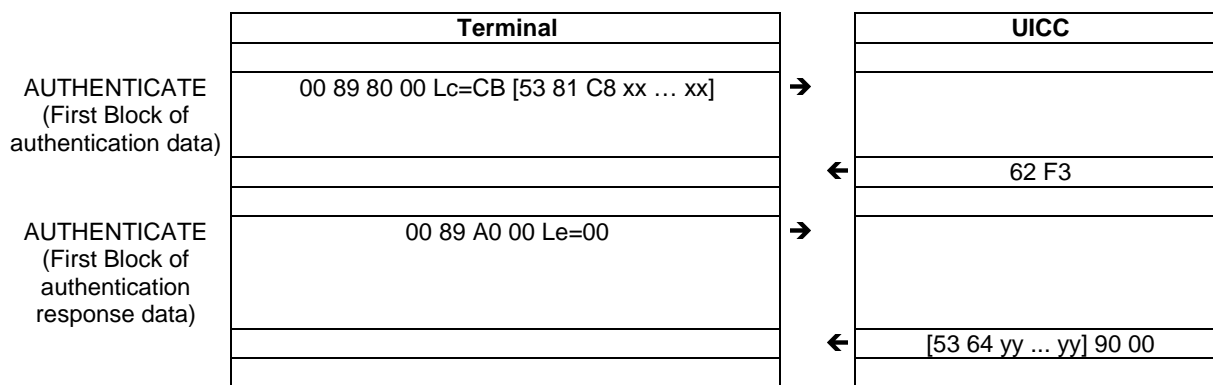 Terminal UICC
AUTHENTICATE 00 89 80 00 Lc=CB [53 81 C8 xx … xx] ➔
(First Block of
authentication data)
🡰 62 F3
AUTHENTICATE 00 89 A0 00 Le=00 ➔
(First Block of
authentication
response data)
🡰 [53 64 yy ... yy] 90 00